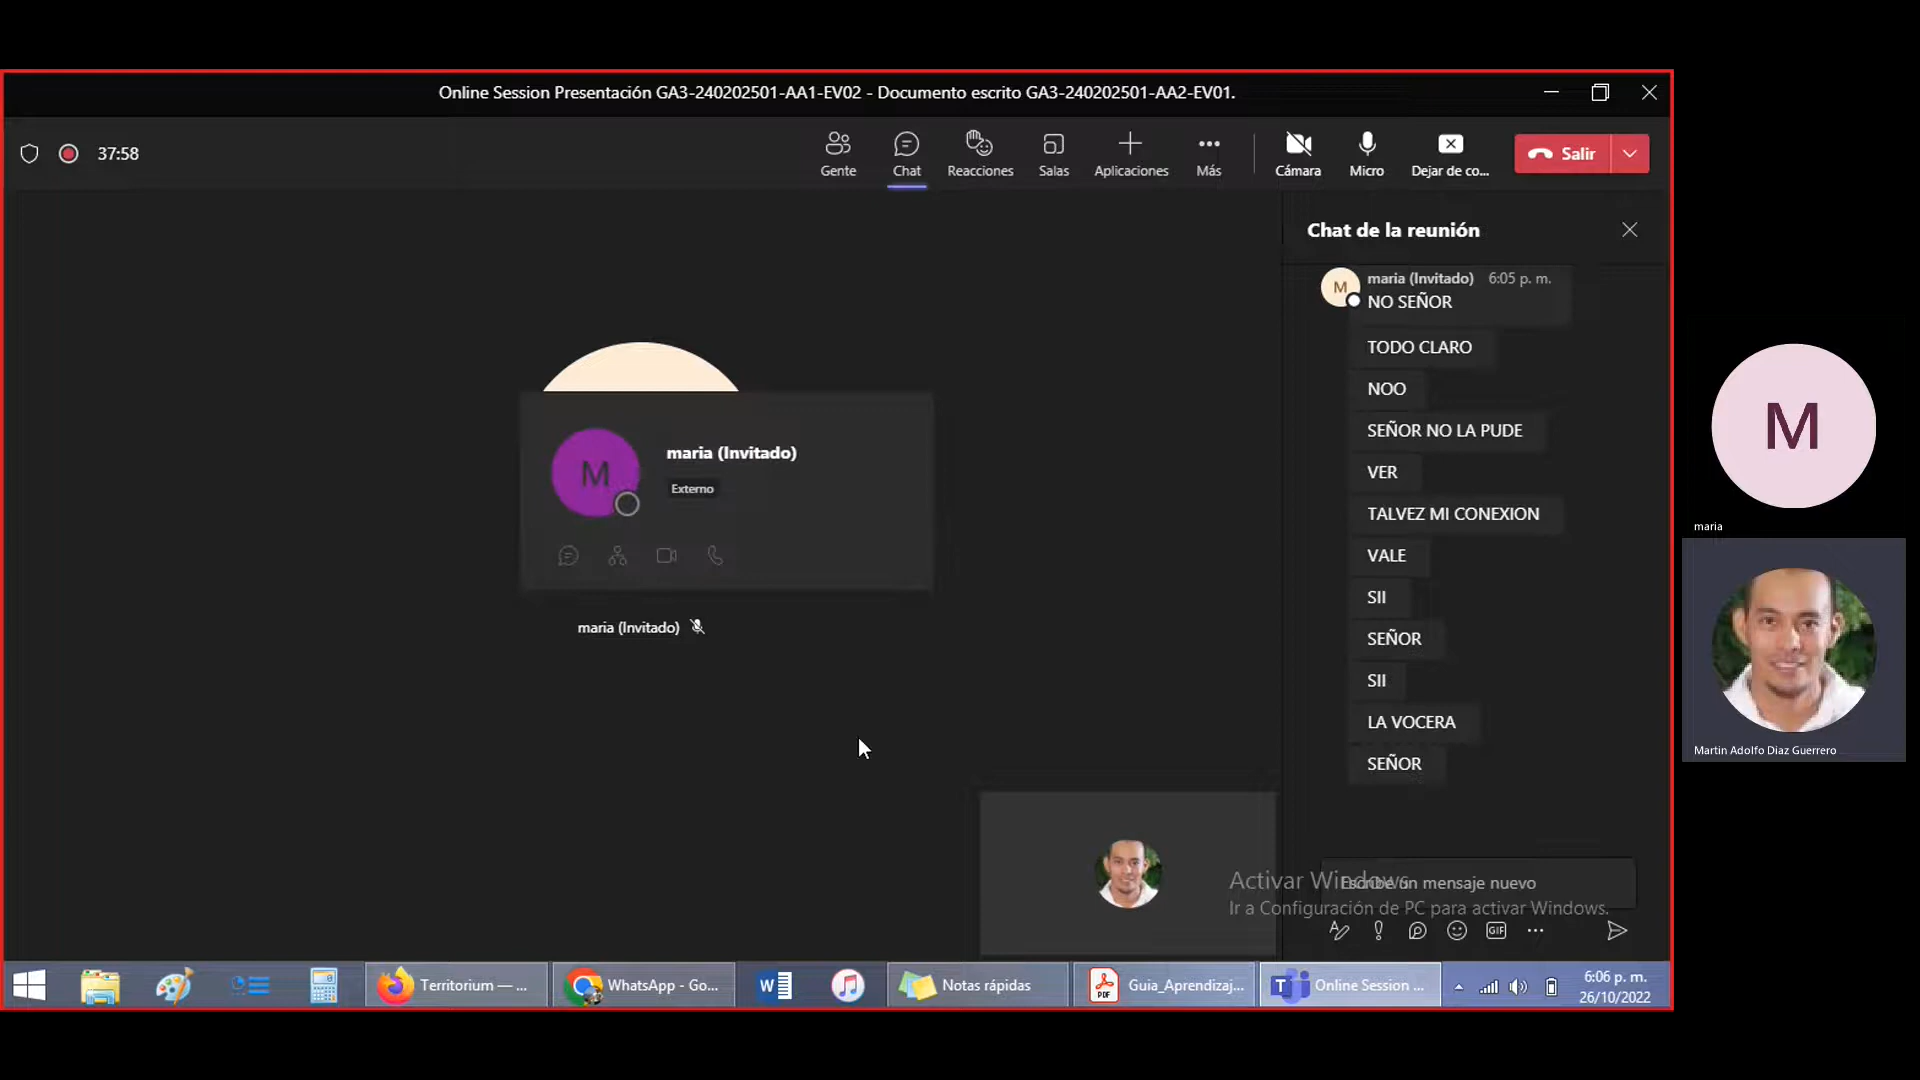 Online Session Presentación GA3-240202501-AA1-EV02 - Documento escrito GA3-240202501-AA2-EV01.
37:58
Gente
Chat
Reacciones
Salas
Aplicaciones
Más
Cámara
Micro
Dejar de co...
Salir
Chat de la reunión
M
maria (Invitado) 6:05 p. m.
NO SEÑOR
TODO CLARO
NOO
SEÑOR NO LA PUDE
VER
TALVEZ MI CONEXION
VALE
SII
SEÑOR
SII
LA VOCERA
SEÑOR
M
maria (Invitado)
Externo
maria (Invitado)
M
maria
Martin Adolfo Diaz Guerrero
Activar Windows
Ir a Configuración de PC para activar Windows.
Escribe un mensaje nuevo
GIF
Territorium — ...
WhatsApp - Go...
W
PDF
Notas rápidas
Guia_Aprendizaj...
T
Online Session ...
6:06 p. m.
26/10/2022